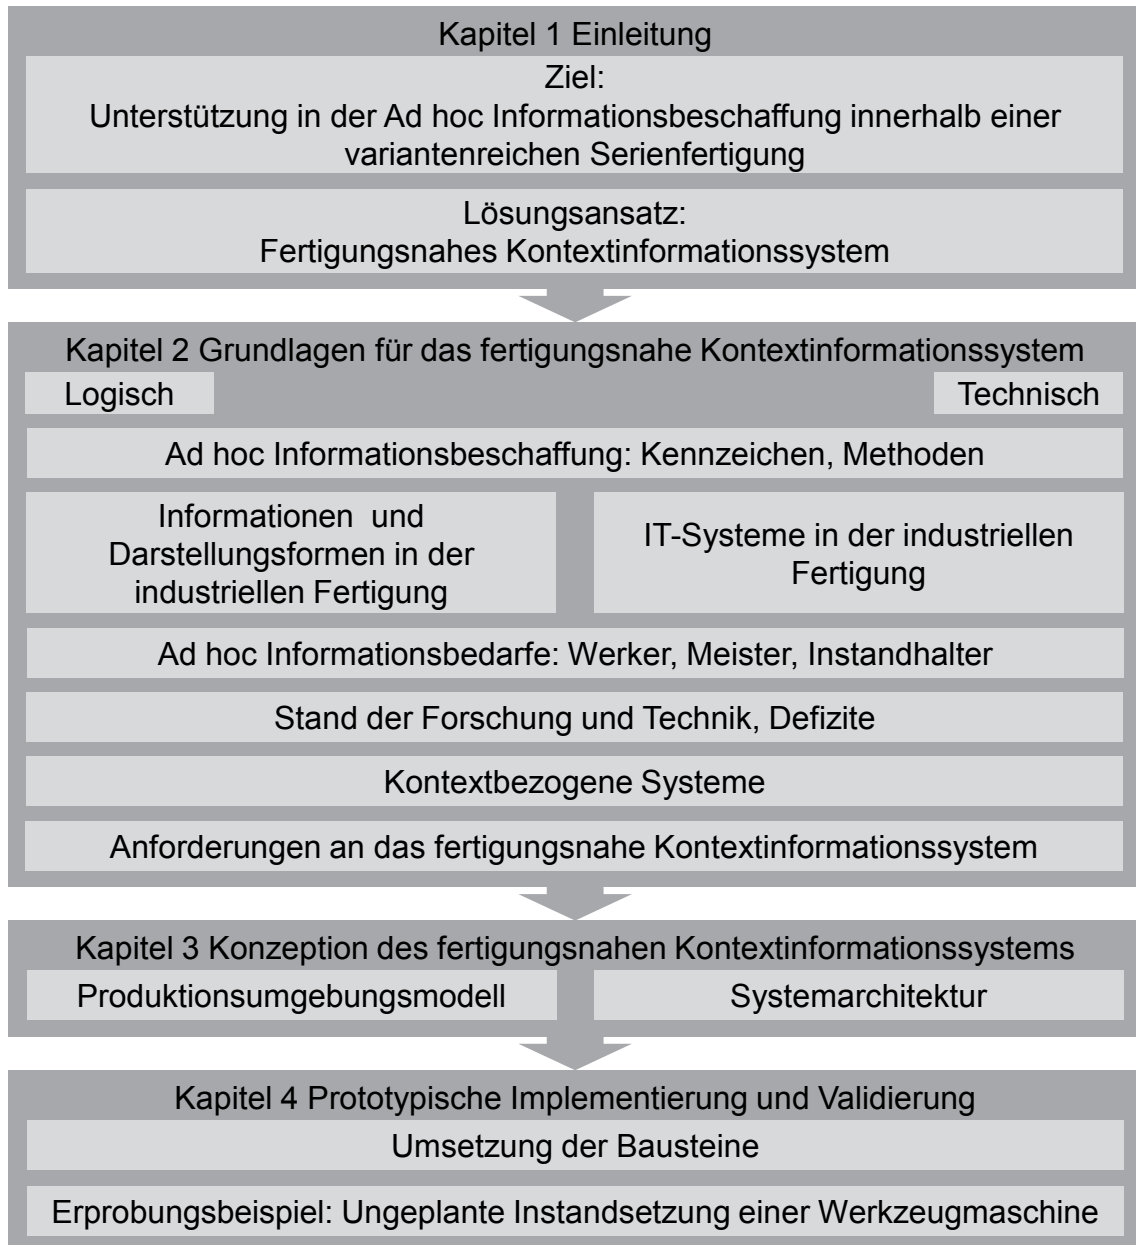 Kapitel 1 Einleitung
Ziel:
Unterstützung in der Ad hoc Informationsbeschaffung innerhalb einer
variantenreichen Serienfertigung
Lösungsansatz:
Fertigungsnahes Kontextinformationssystem
Kapitel 2 Grundlagen für das fertigungsnahe Kontextinformationssystem
Logisch
Technisch
Ad hoc Informationsbeschaffung: Kennzeichen, Methoden
Informationen und
Darstellungsformen in der
industriellen Fertigung
IT-Systeme in der industriellen
Fertigung
Ad hoc Informationsbedarfe: Werker, Meister, Instandhalter
Stand der Forschung und Technik, Defizite
Kontextbezogene Systeme
Anforderungen an das fertigungsnahe Kontextinformationssystem
Kapitel 3 Konzeption des fertigungsnahen Kontextinformationssystems
Produktionsumgebungsmodell
Systemarchitektur
Kapitel 4 Prototypische Implementierung und Validierung
Umsetzung der Bausteine
Erprobungsbeispiel: Ungeplante Instandsetzung einer Werkzeugmaschine